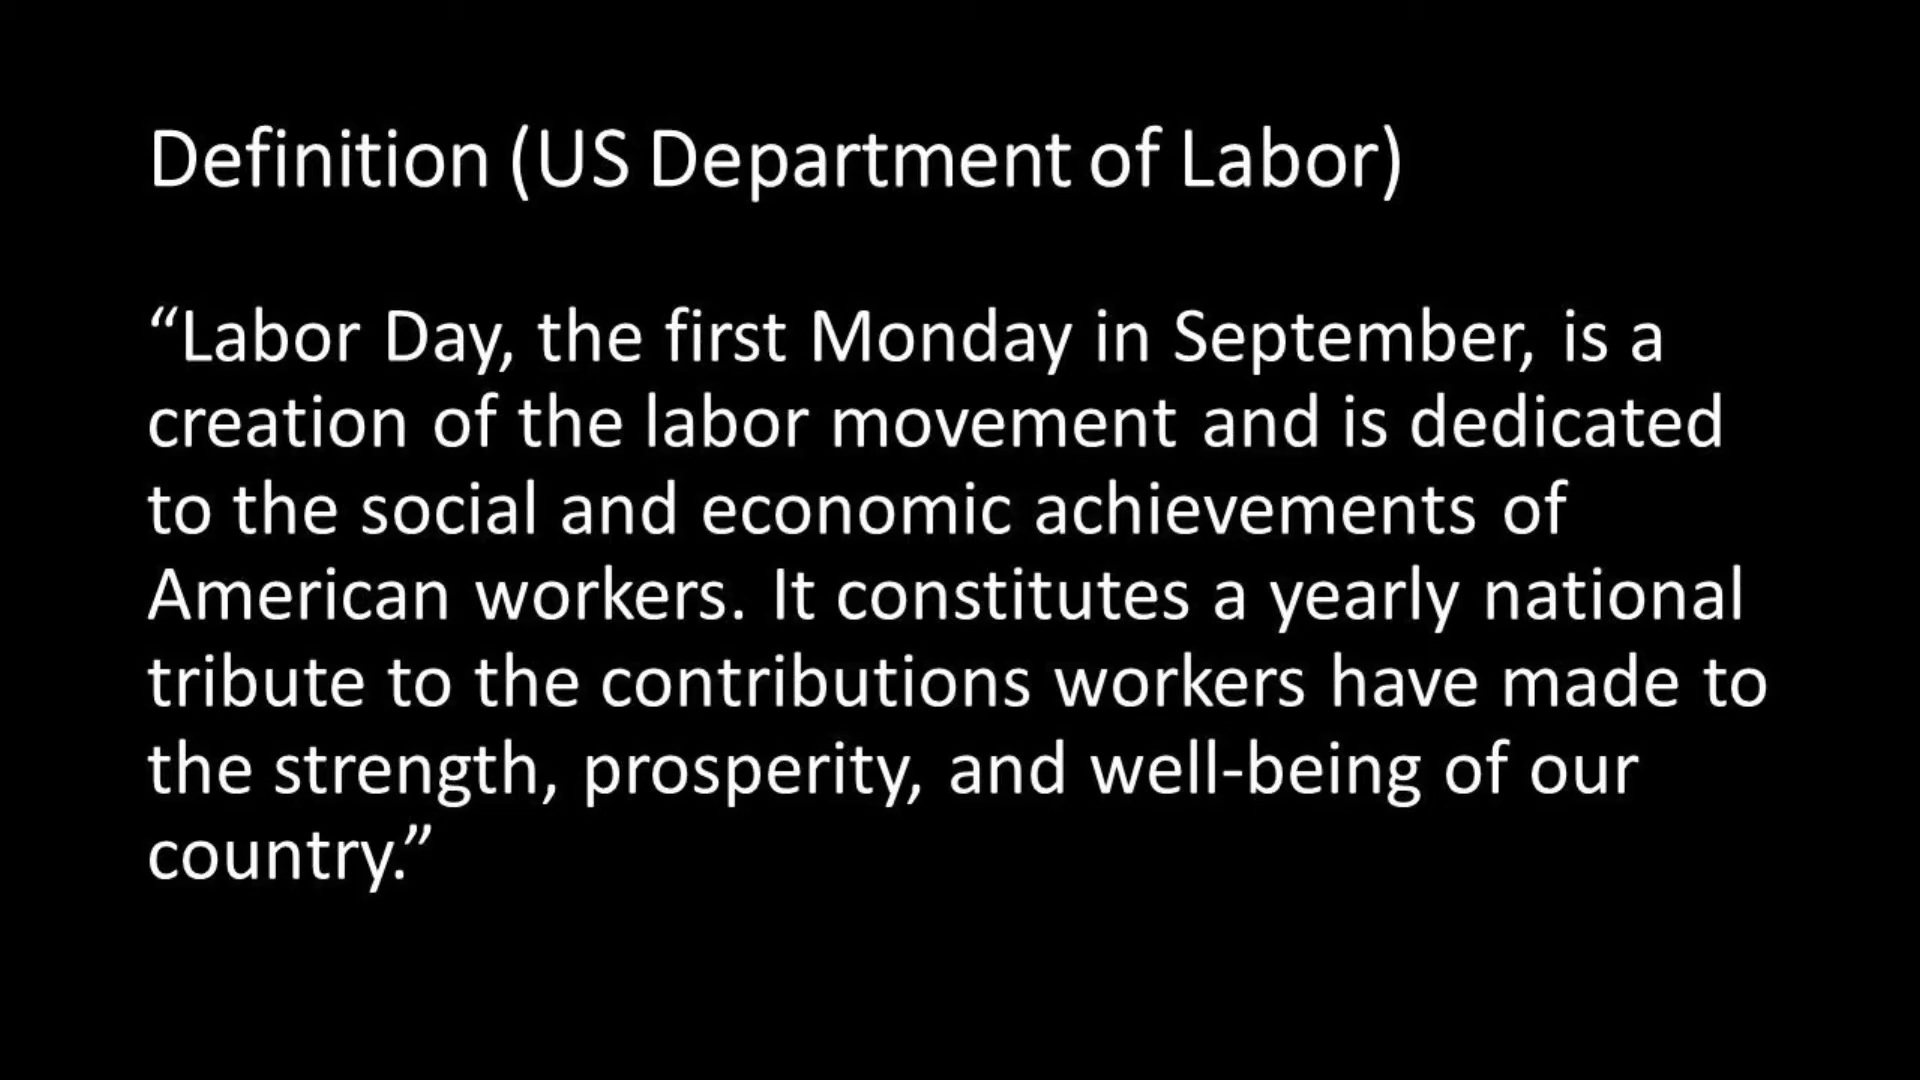 Definition (US Department of Labor)
“Labor Day, the first Monday in September, is a
creation of the labor movement and is dedicated
to the social and economic achievements of
American workers. It constitutes a yearly national
tribute to the contributions workers have made to
the strength, prosperity, and well-being of our
country.”